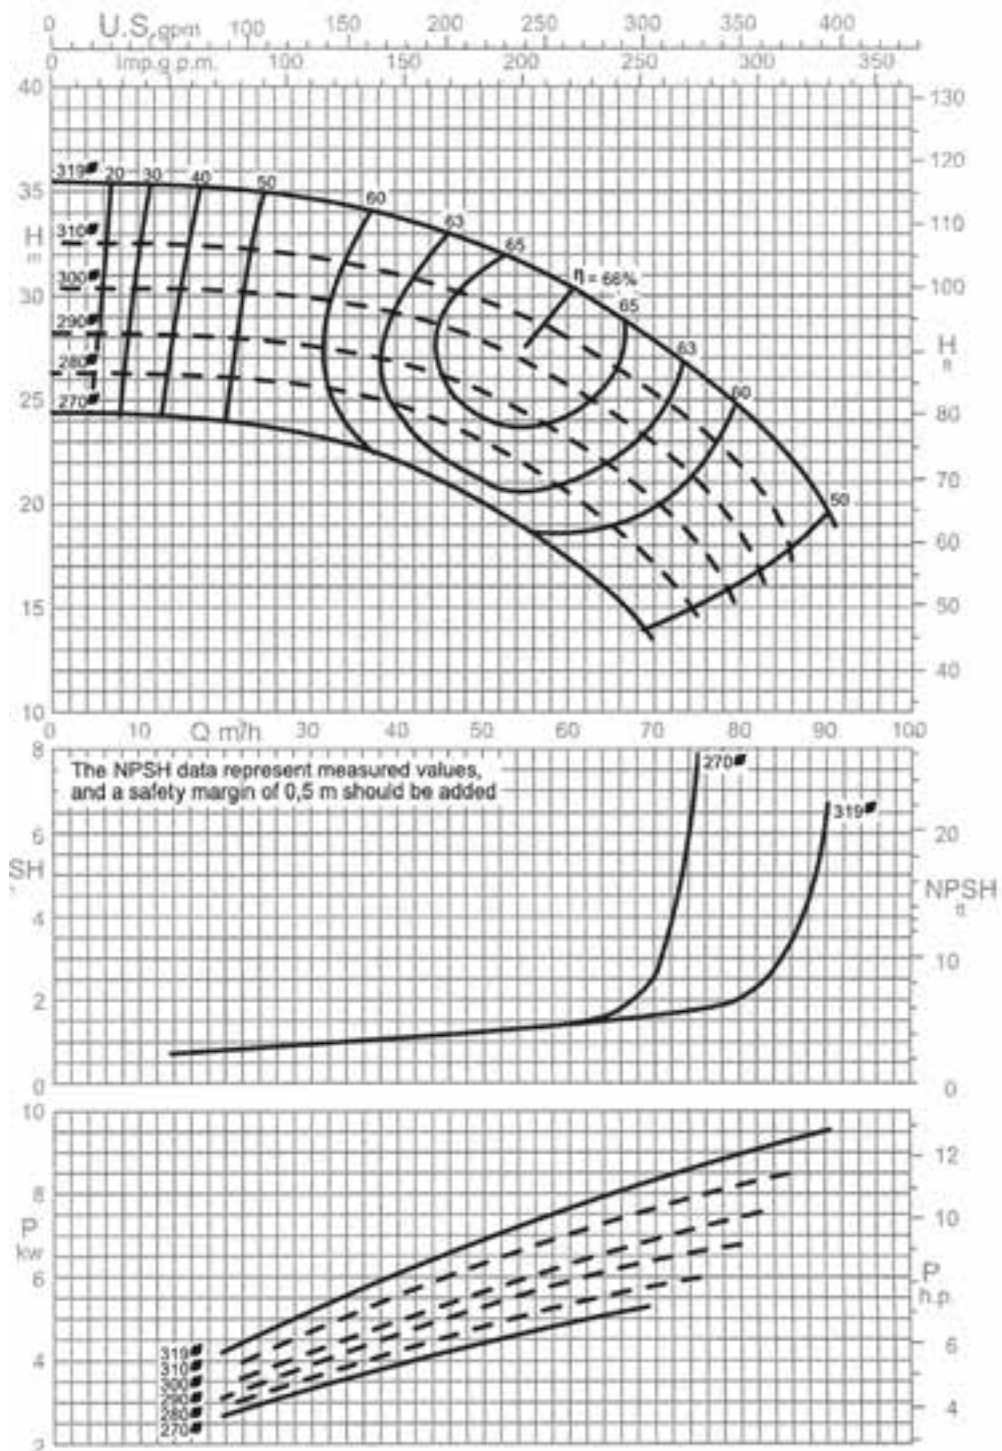 0 U.S.gpm 100 150 200 250 300 350 400
0 Imp.g.p.m. 100 150 200 250 300 350
40 130
319 20 30 40 50 60 63 65
120
35
H
m
310 110
η = 66%
300 30 100
65
290 63 H
ft
280 60
25 270 80
70
20 50
60
15 50
40
10
0 10 Q m³/h 30 40 50 60 70 80 90 100
8
The NPSH data represent measured values,
and a safety margin of 0,5 m should be added
270
319
6 20
SH NPSH
ft
4
10
2
0 0
10
12
8
P
kw
10
6 P
h.p.
319
4 310 6
300
290
280 4
270
2